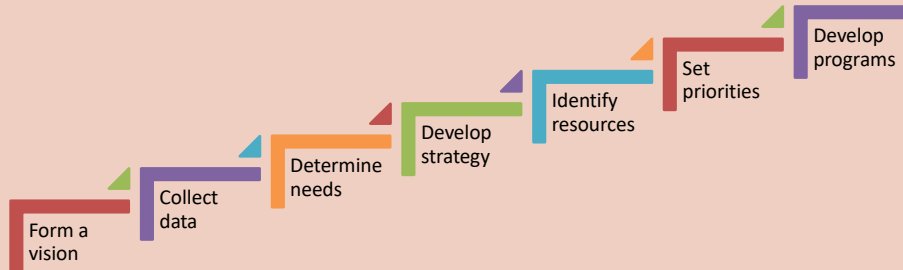 Form a
vision
Collect
data
Determine
needs
Develop
strategy
Identify
resources
Set
priorities
Develop
programs